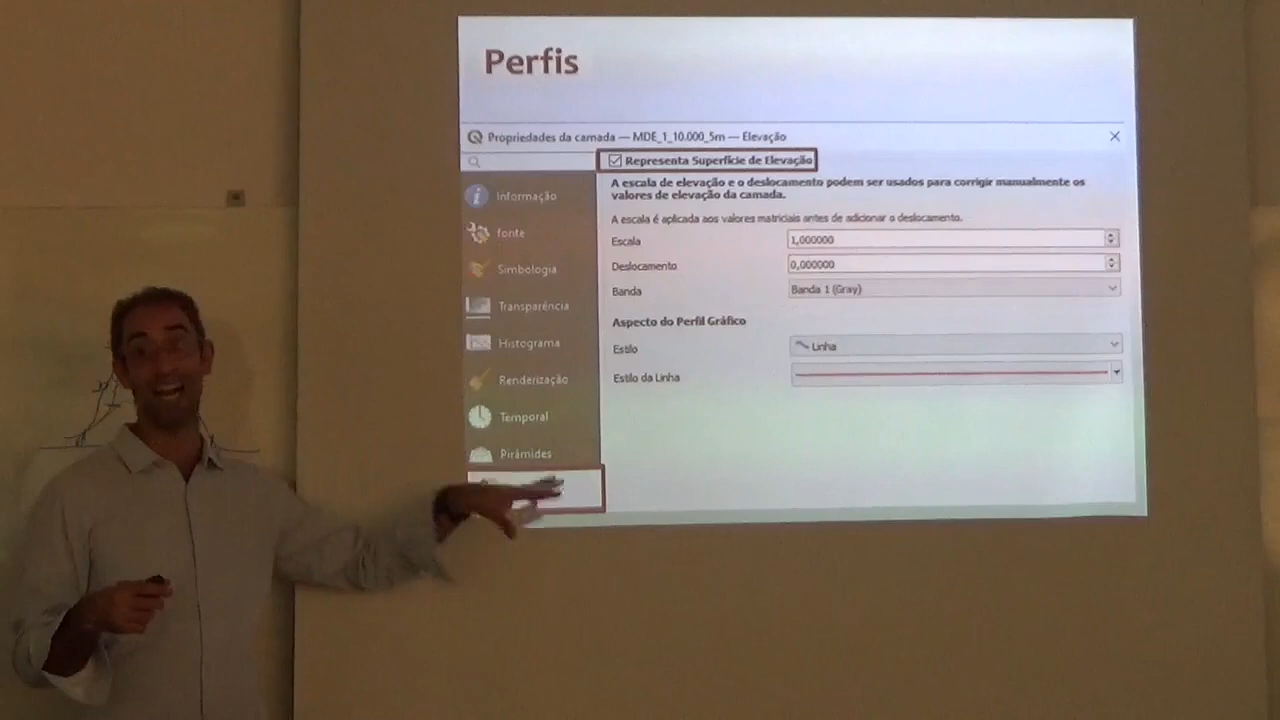 Perfis
Propriedades da camada — MDE_1_10.000_5m — Elevação
Representa Superfície de Elevação
Informação
fonte
Simbologia
Transparência
Histograma
Renderização
Temporal
Pirâmides
A escala de elevação e o deslocamento podem ser usados para corrigir manualmente os
valores de elevação da camada.
A escala é aplicada aos valores matriciais antes de adicionar o deslocamento.
Escala 1,000000
Deslocamento 0,000000
Banda Banda 1 (Gray)
Aspecto do Perfil Gráfico
Estilo Linha
Estilo da Linha